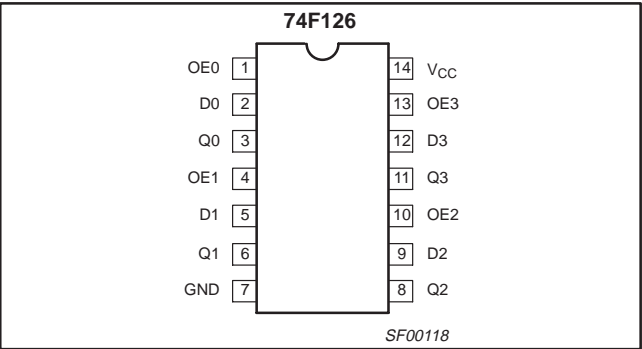 74F126
OE0 1 14 VCC
D0 2 13 OE3
Q0 3 12 D3
OE1 4 11 Q3
D1 5 10 OE2
Q1 6 9 D2
GND 7 8 Q2
SF00118